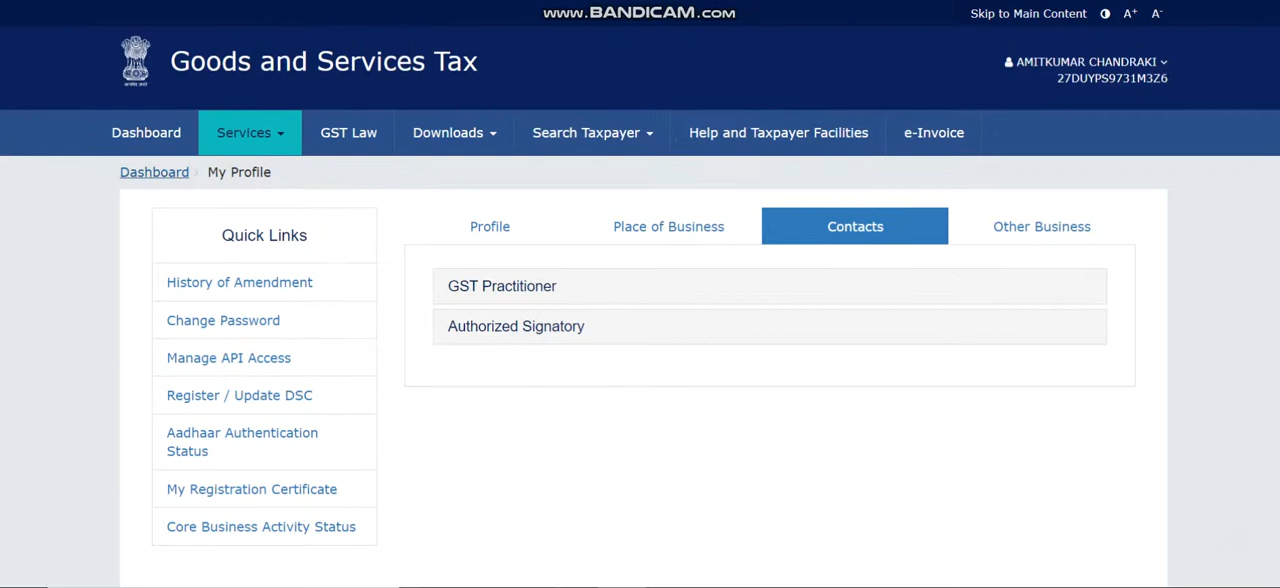 www.BANDICAM.com
Skip to Main Content A+ A-
Goods and Services Tax
AMITKUMAR CHANDRAKI
27DUYPS9731M3Z6
Dashboard Services GST Law Downloads Search Taxpayer Help and Taxpayer Facilities e-Invoice
Dashboard My Profile
Quick Links
History of Amendment
Change Password
Manage API Access
Register / Update DSC
Aadhaar Authentication
Status
My Registration Certificate
Core Business Activity Status
Profile Place of Business Contacts Other Business
GST Practitioner
Authorized Signatory